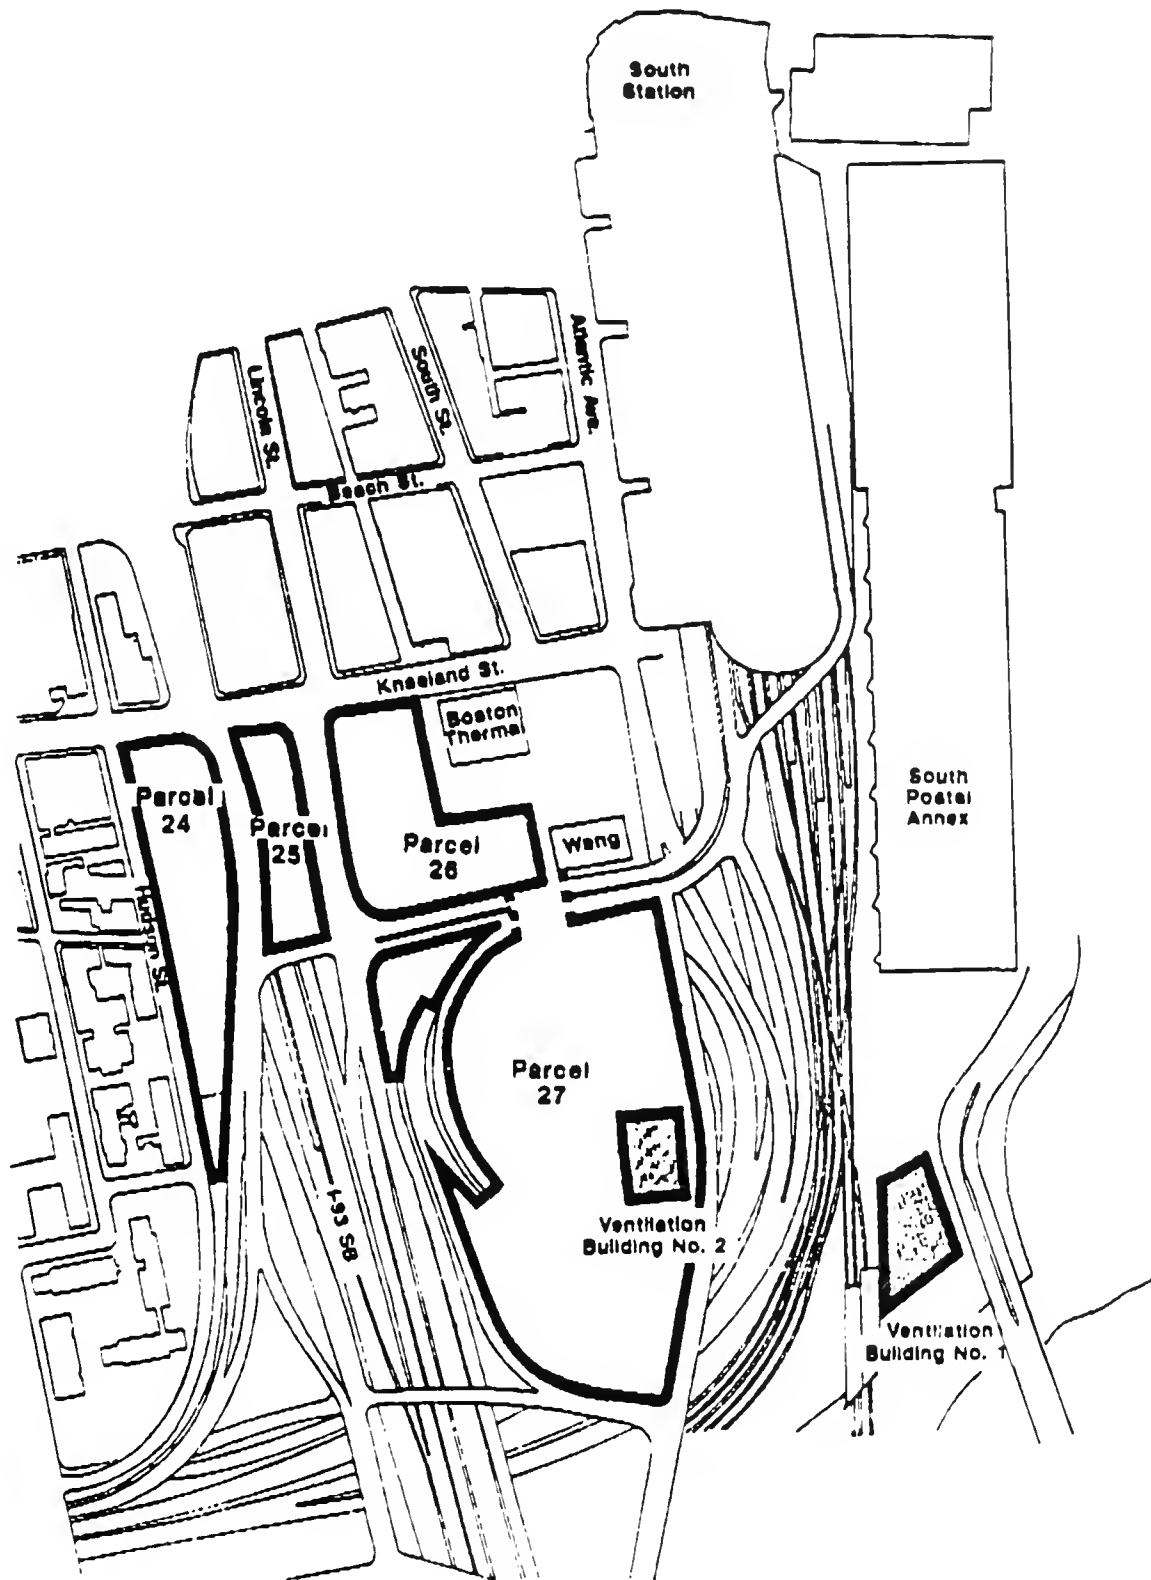 South
Station
Atlantic Ave.
South St.
Lincoln St.
Beach St.
Kneeland St.
Boston
Thermal
Parcel
24
Parcel
25
Parcel
26
Wang
South
Postal
Annex
Hudson St.
Parcel
27
I-93 SB
Ventilation
Building No. 2
Ventilation
Building No. 1